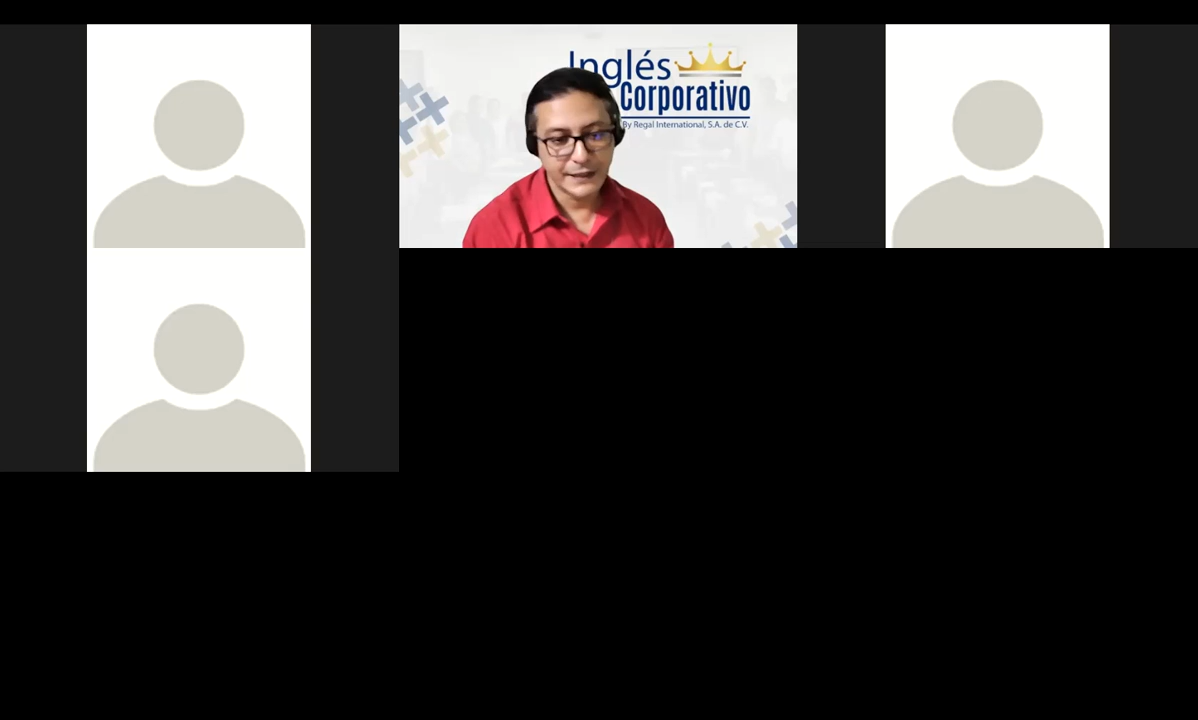 Inglés
Corporativo
By Regal International, S.A. de C.V.